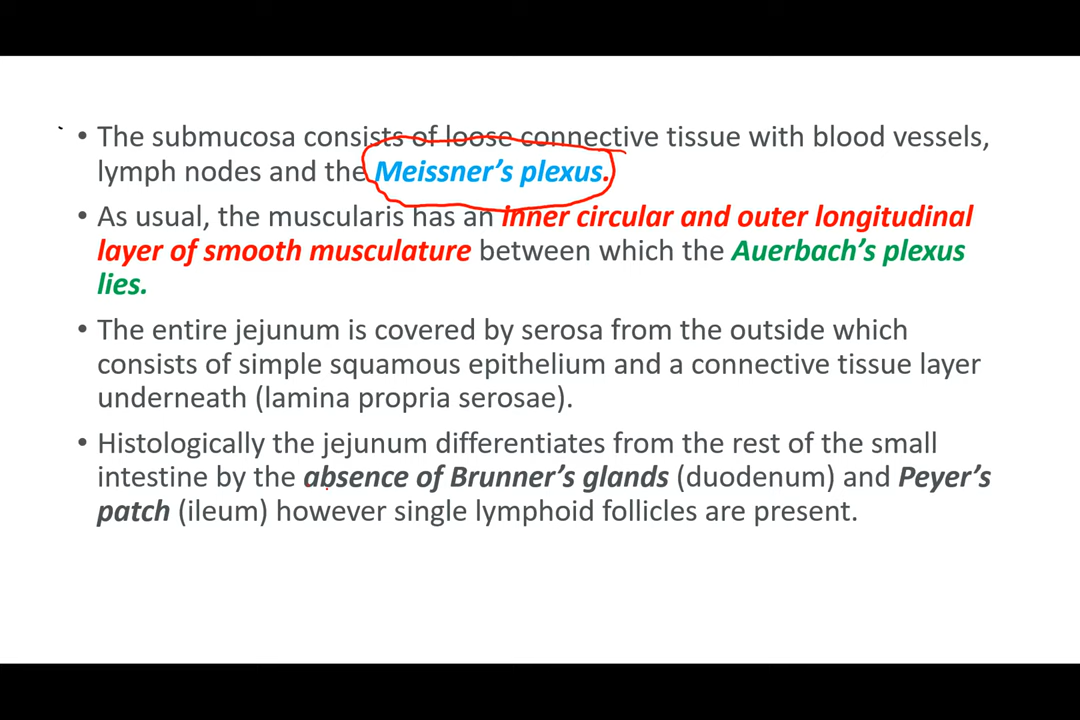 • The submucosa consists of loose connective tissue with blood vessels,
lymph nodes and the Meissner's plexus.
• As usual, the muscularis has an inner circular and outer longitudinal
layer of smooth musculature between which the Auerbach's plexus
lies.
• The entire jejunum is covered by serosa from the outside which
consists of simple squamous epithelium and a connective tissue layer
underneath (lamina propria serosae).
• Histologically the jejunum differentiates from the rest of the small
intestine by the absence of Brunner's glands (duodenum) and Peyer's
patch (ileum) however single lymphoid follicles are present.